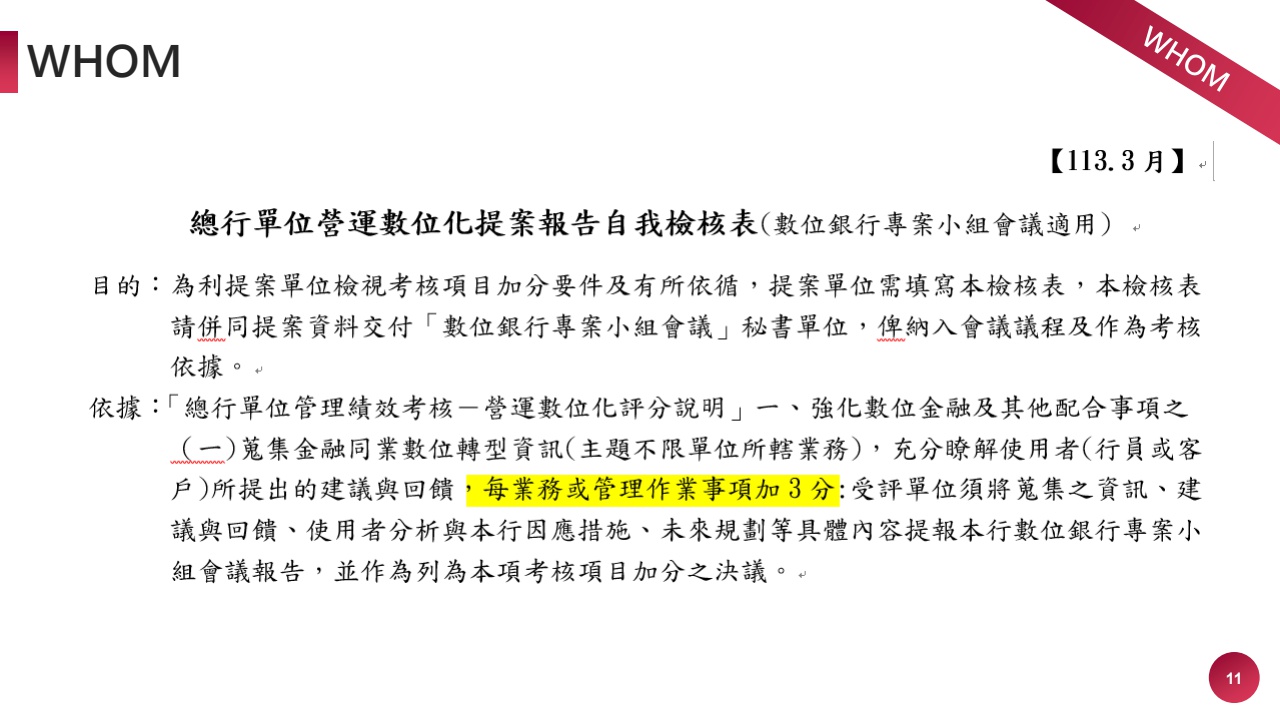 WHOM
WHOM
【113.3 月】
總行單位營運數位化提案報告自我檢核表(數位銀行專案小組會議適用)
目的：為利提案單位檢視考核項目加分要件及有所依循，提案單位需填寫本檢核表，本檢核表
請併同提案資料交付「數位銀行專案小組會議」秘書單位，俾納入會議議程及作為考核
依據。
依據：「總行單位管理績效考核－營運數位化評分說明」一、強化數位金融及其他配合事項之
(一)蒐集金融同業數位轉型資訊(主題不限單位所轄業務)，充分瞭解使用者(行員或客
戶)所提出的建議與回饋，每業務或管理作業事項加 3 分:受評單位須將蒐集之資訊、建
議與回饋、使用者分析與本行因應措施、未來規劃等具體內容提報本行數位銀行專案小
組會議報告，並作為列為本項考核項目加分之決議。
11